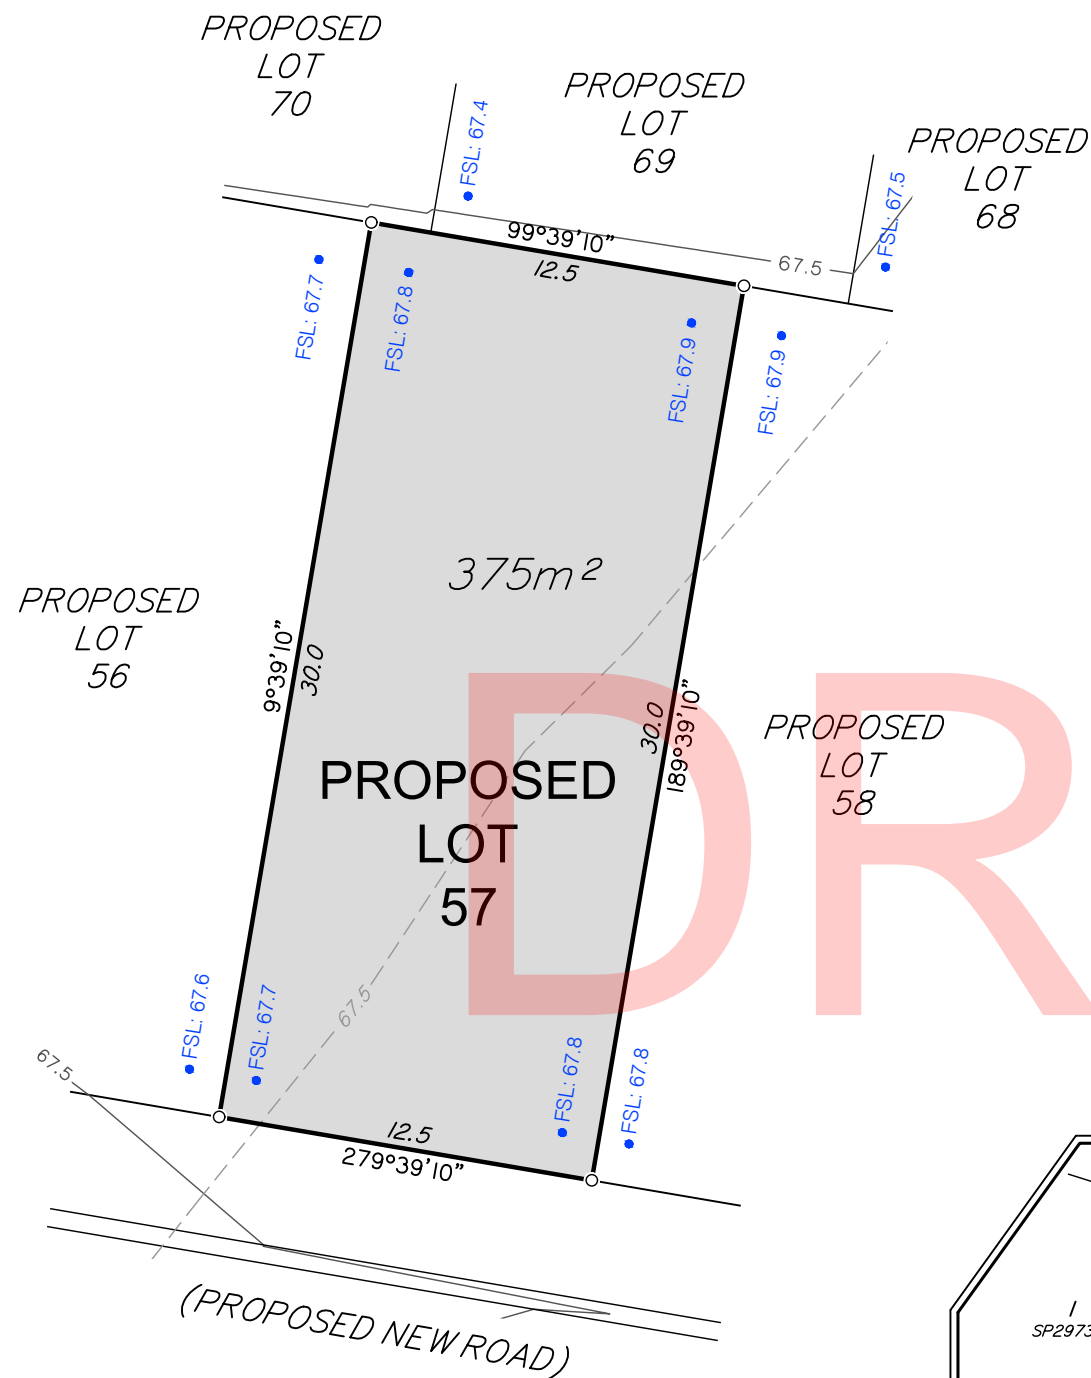 PROPOSED
LOT
70
PROPOSED
LOT
69
PROPOSED
LOT
68
FSL: 67.4
FSL: 67.5
99°39'10"
12.5
67.5
FSL: 67.7
FSL: 67.8
FSL: 67.9
FSL: 67.9
375m²
PROPOSED
LOT
56
9°39'10"
30.0
30.0
189°39'10"
PROPOSED
LOT
58
PROPOSED
LOT
57
DR
FSL: 67.6
FSL: 67.7
67.5
FSL: 67.8
FSL: 67.8
67.5
12.5
279°39'10"
(PROPOSED NEW ROAD)
1
SP2973